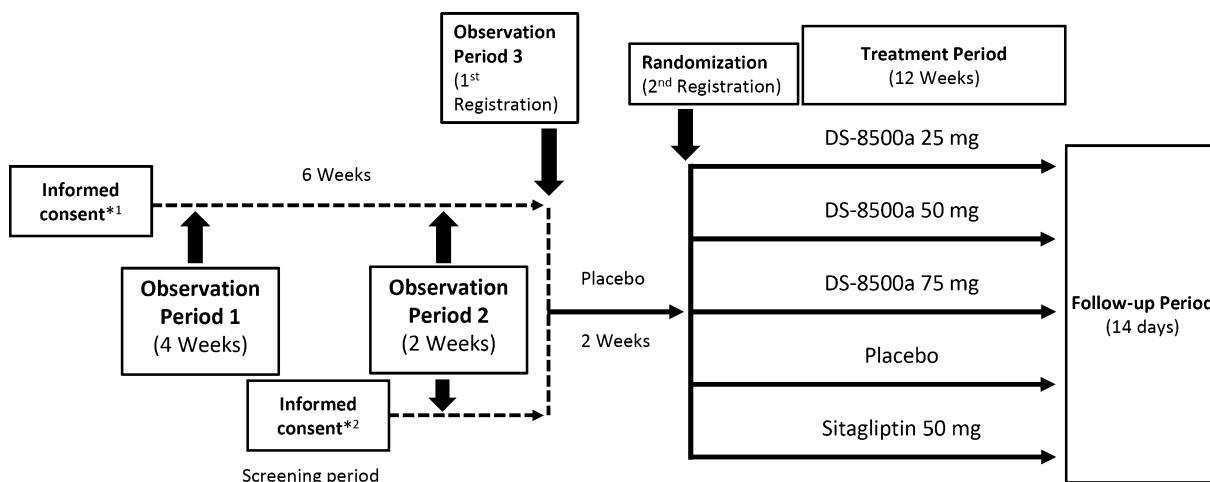 Observation
Period 3
(1st
Registration)
Randomization
(2nd Registration)
Treatment Period
(12 Weeks)
Informed
consent*1
6 Weeks
Observation
Period 1
(4 Weeks)
Observation
Period 2
(2 Weeks)
Informed
consent*2
Screening period
Placebo
2 Weeks
DS-8500a 25 mg
DS-8500a 50 mg
DS-8500a 75 mg
Placebo
Sitagliptin 50 mg
Follow-up Period
(14 days)